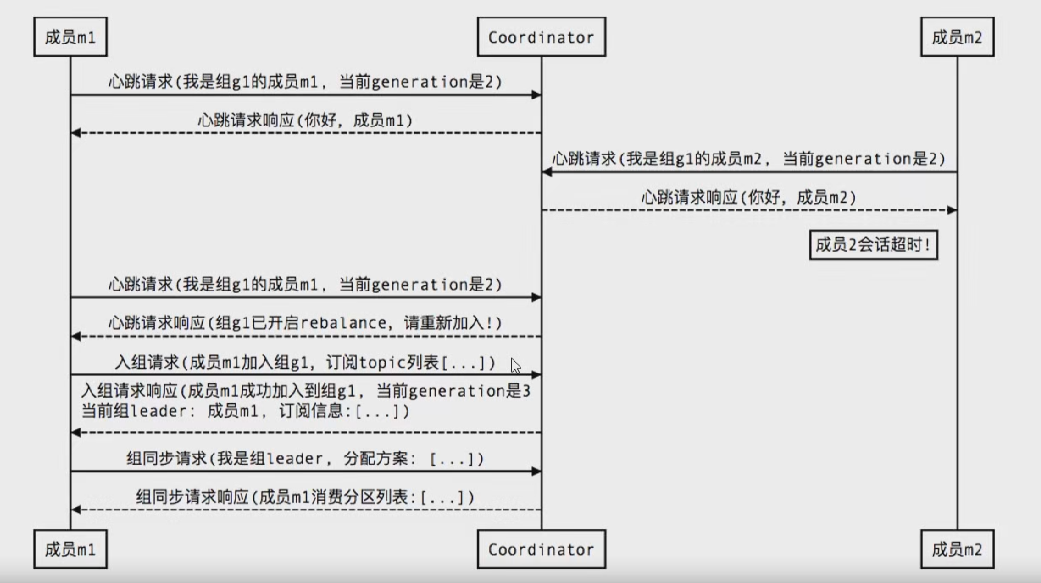 成员m1
Coordinator
成员m2
心跳请求(我是组g1的成员m1, 当前generation是2)
心跳请求响应(你好, 成员m1)
心跳请求(我是组g1的成员m2, 当前generation是2)
心跳请求响应(你好, 成员m2)
成员2会话超时!
心跳请求(我是组g1的成员m1, 当前generation是2)
心跳请求响应(组g1已开启rebalance, 请重新加入!)
入组请求(成员m1加入组g1, 订阅topic列表[...])
入组请求响应(成员m1成功加入到组g1, 当前generation是3
当前组leader: 成员m1, 订阅信息:[...])
组同步请求(我是组leader, 分配方案: [...])
组同步请求响应(成员m1消费分区列表:[...])
成员m1
Coordinator
成员m2